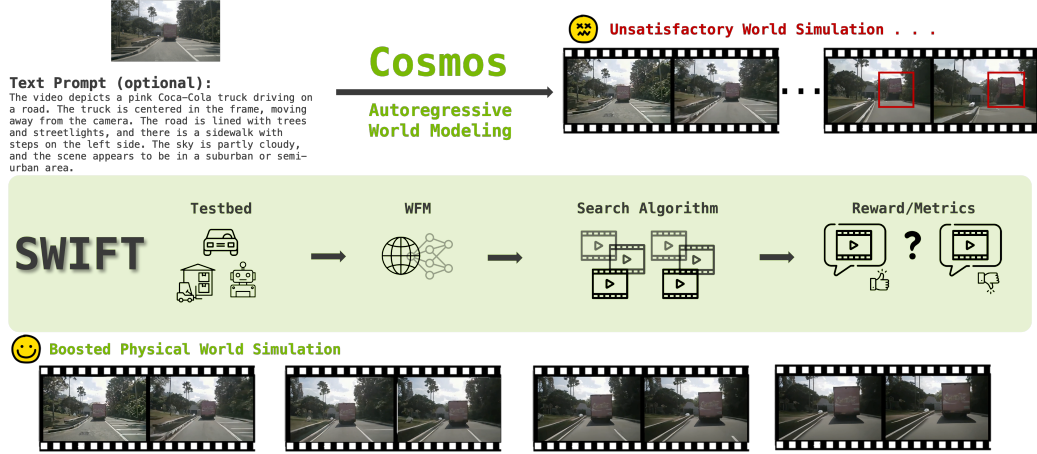 Text Prompt (optional):
The video depicts a pink Coca-Cola truck driving on
a road. The truck is centered in the frame, moving
away from the camera. The road is lined with trees
and streetlights, and there is a sidewalk with
steps on the left side. The sky is partly cloudy,
and the scene appears to be in a suburban or semi-
urban area.
Cosmos
Autoregressive
World Modeling
Unsatisfactory World Simulation . . .
...
SWIFT
Testbed
WFM
Search Algorithm
Reward/Metrics
?
Boosted Physical World Simulation